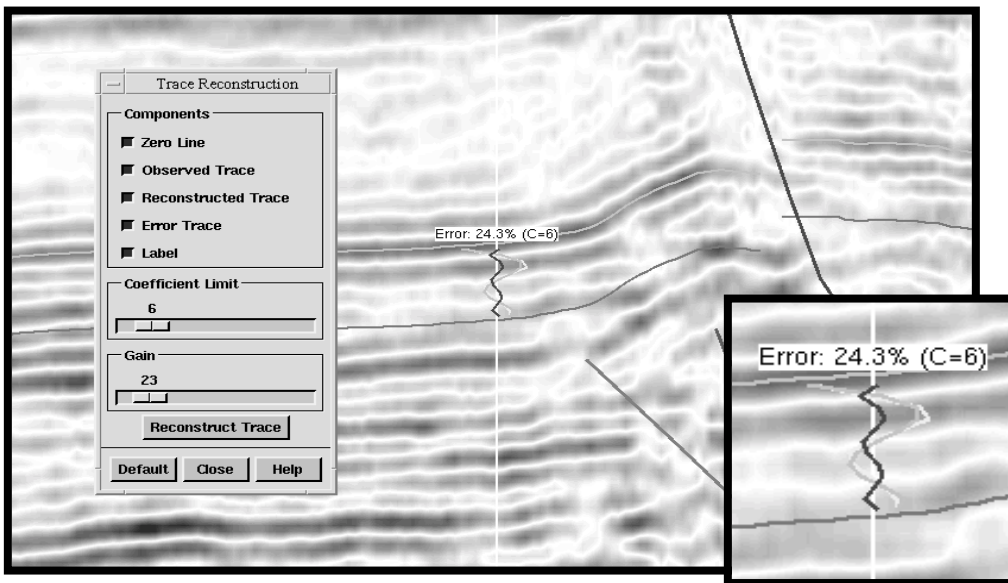 Trace Reconstruction
Components
Zero Line
Observed Trace
Reconstructed Trace
Error Trace
Label
Coefficient Limit
6
Gain
23
Reconstruct Trace
Default Close Help
Error: 24.3% (C=6)
Error: 24.3% (C=6)